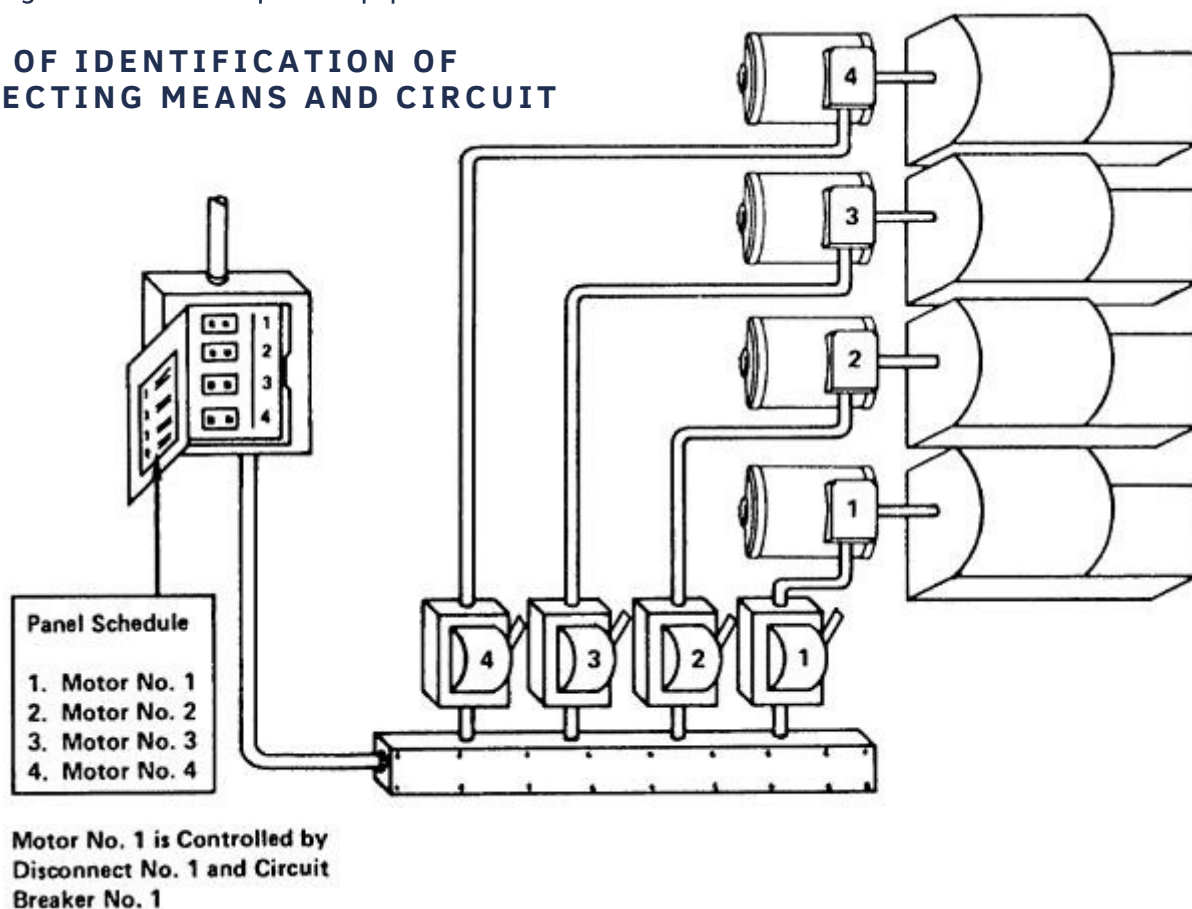 OF IDENTIFICATION OF
ECTING MEANS AND CIRCUIT
4
3
2
1
1
2
3
4
4
3
2
1
Panel Schedule
1. Motor No. 1
2. Motor No. 2
3. Motor No. 3
4. Motor No. 4
Motor No. 1 is Controlled by
Disconnect No. 1 and Circuit
Breaker No. 1